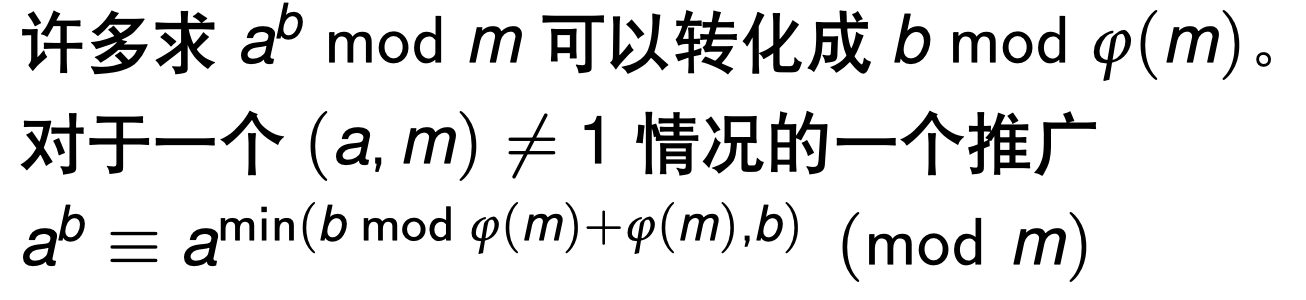 许多求 a^b mod m 可以转化成 b mod φ(m)。
对于一个 (a, m) ≠ 1 情况的一个推广
a^b ≡ a^{min(b mod φ(m)+φ(m),b)} (mod m)